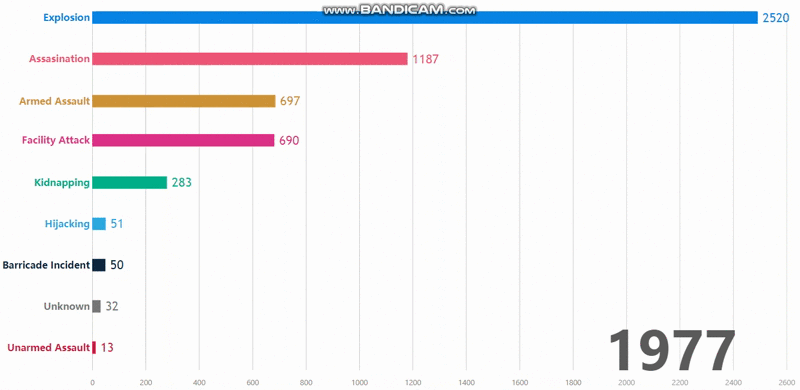 www.BANDICAM.com
Explosion 2520
Assasination 1187
Armed Assault 697
Facility Attack 690
Kidnapping 283
Hijacking 51
Barricade Incident 50
Unknown 32
Unarmed Assault 13
1977
0 200 400 600 800 1000 1200 1400 1600 1800 2000 2200 2400 2600